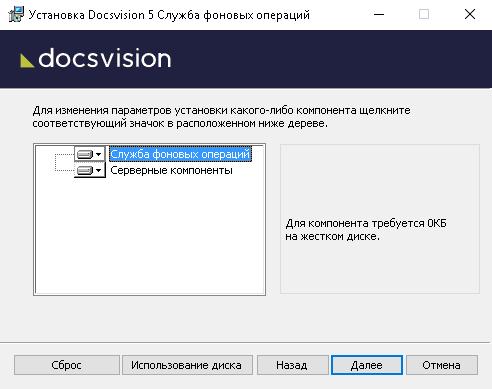 Установка Docsvision 5 Служба фоновых операций
docsvision
Для изменения параметров установки какого-либо компонента щелкните
соответствующий значок в расположенном ниже дереве.
Служба фоновых операций
Серверные компоненты
Для компонента требуется 0КБ
на жестком диске.
Сброс
Использование диска
Назад
Далее
Отмена